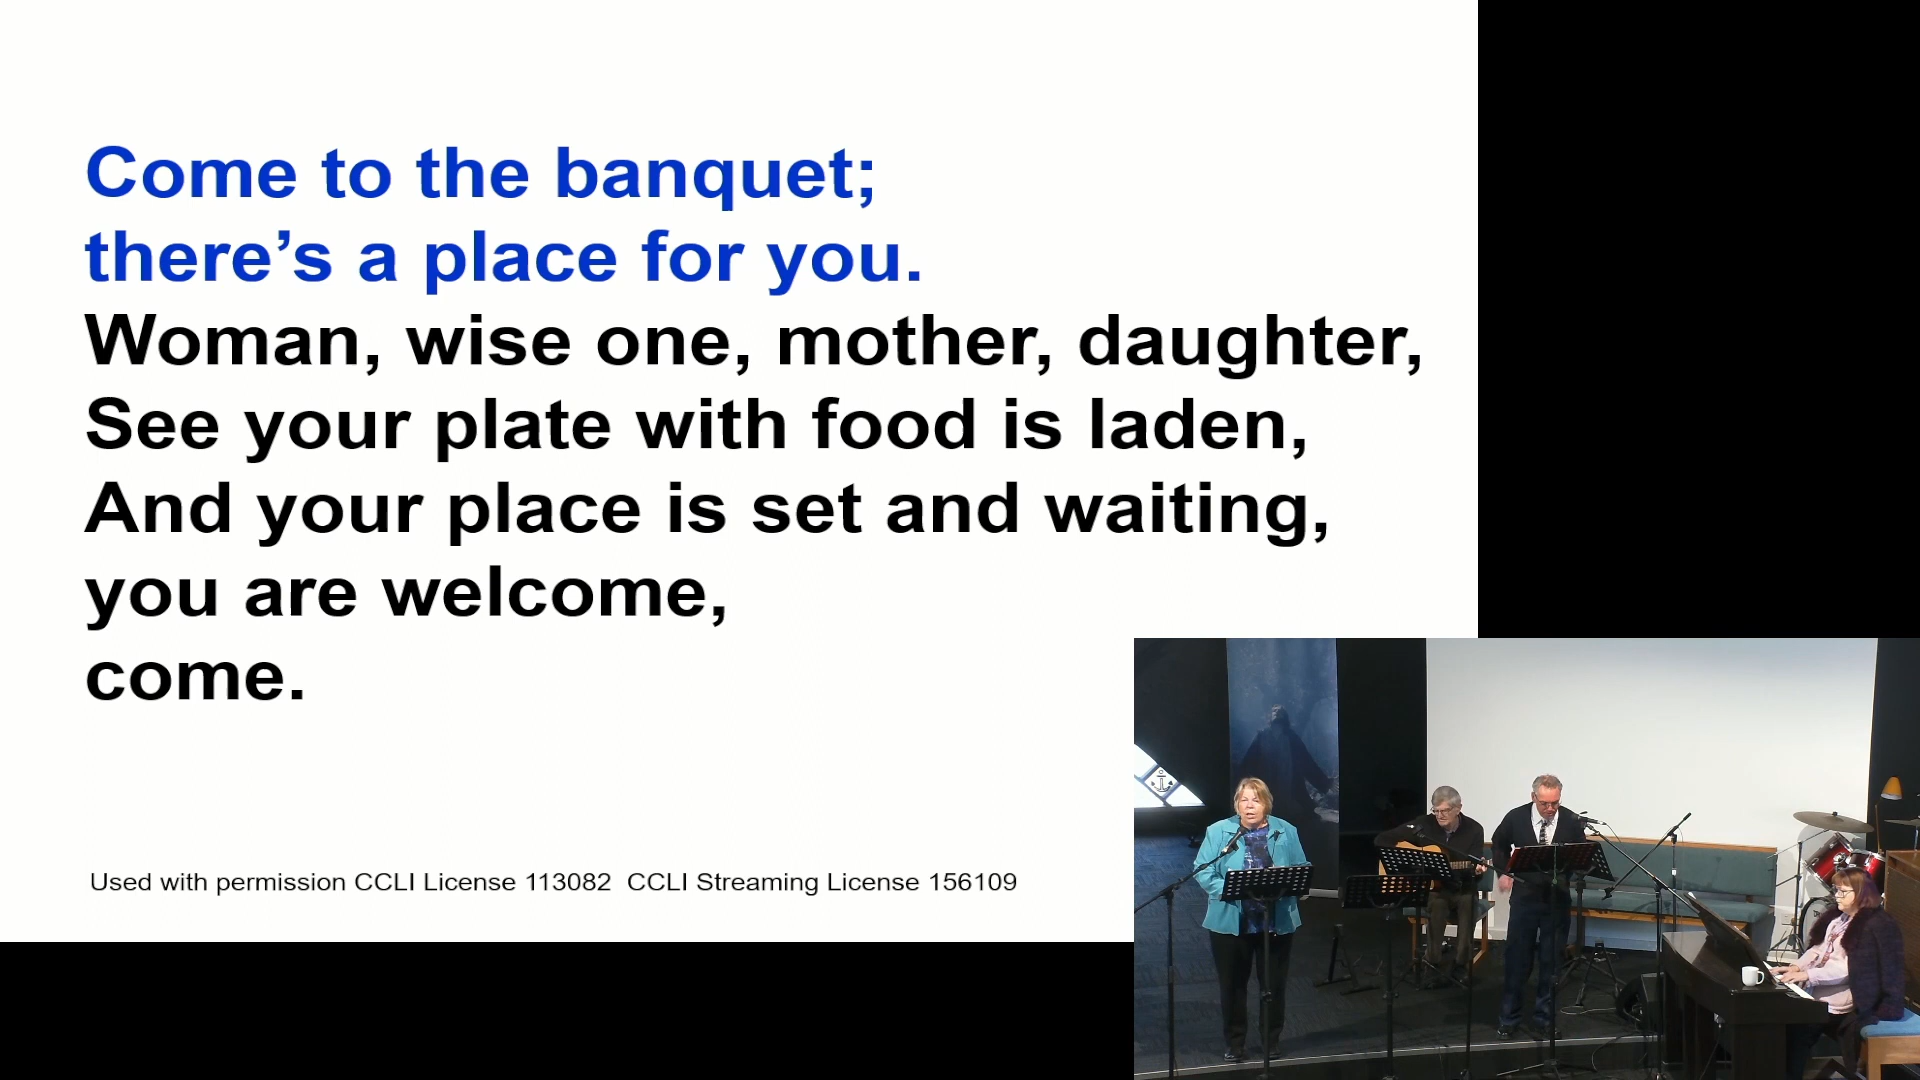 Come to the banquet;
there’s a place for you.
Woman, wise one, mother, daughter,
See your plate with food is laden,
And your place is set and waiting,
you are welcome,
come.
Used with permission CCLI License 113082  CCLI Streaming License 156109